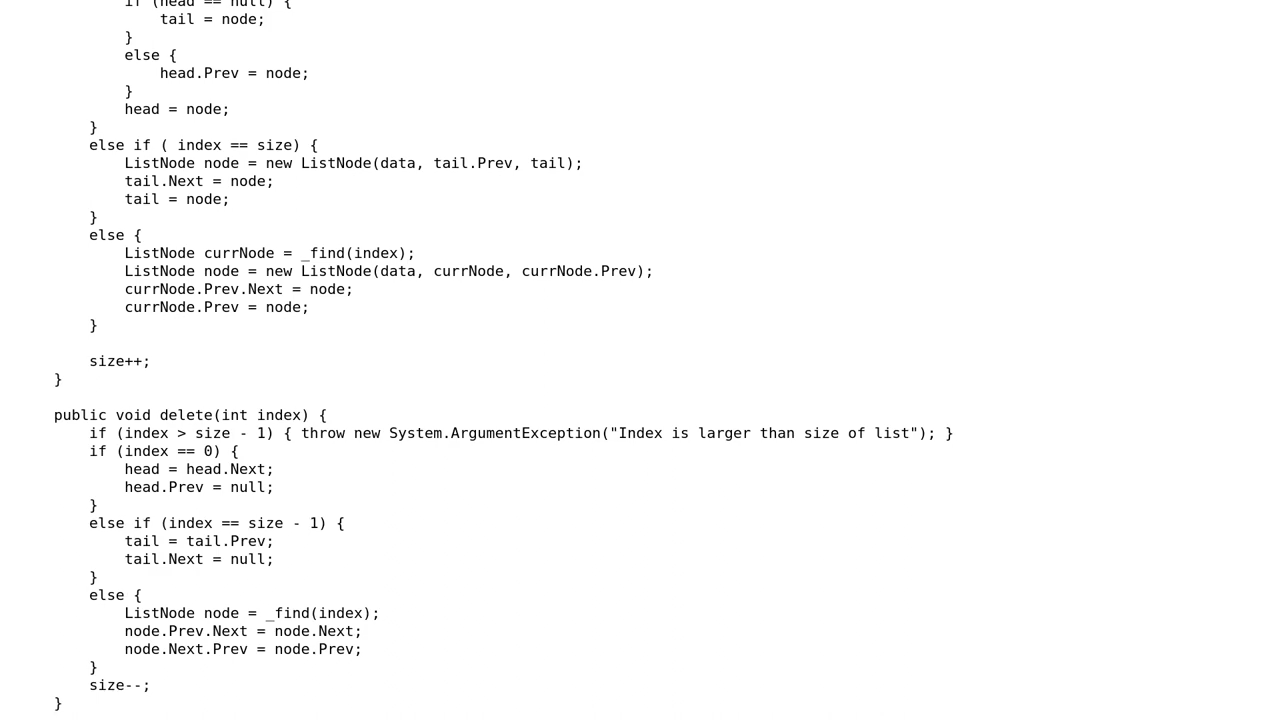 if (head == null) {
tail = node;
}
else {
head.Prev = node;
}
head = node;
}
else if ( index == size) {
ListNode node = new ListNode(data, tail.Prev, tail);
tail.Next = node;
tail = node;
}
else {
ListNode currNode = _find(index);
ListNode node = new ListNode(data, currNode, currNode.Prev);
currNode.Prev.Next = node;
currNode.Prev = node;
}
size++;
}
public void delete(int index) {
if (index > size - 1) { throw new System.ArgumentException("Index is larger than size of list"); }
if (index == 0) {
head = head.Next;
head.Prev = null;
}
else if (index == size - 1) {
tail = tail.Prev;
tail.Next = null;
}
else {
ListNode node = _find(index);
node.Prev.Next = node.Next;
node.Next.Prev = node.Prev;
}
size--;
}